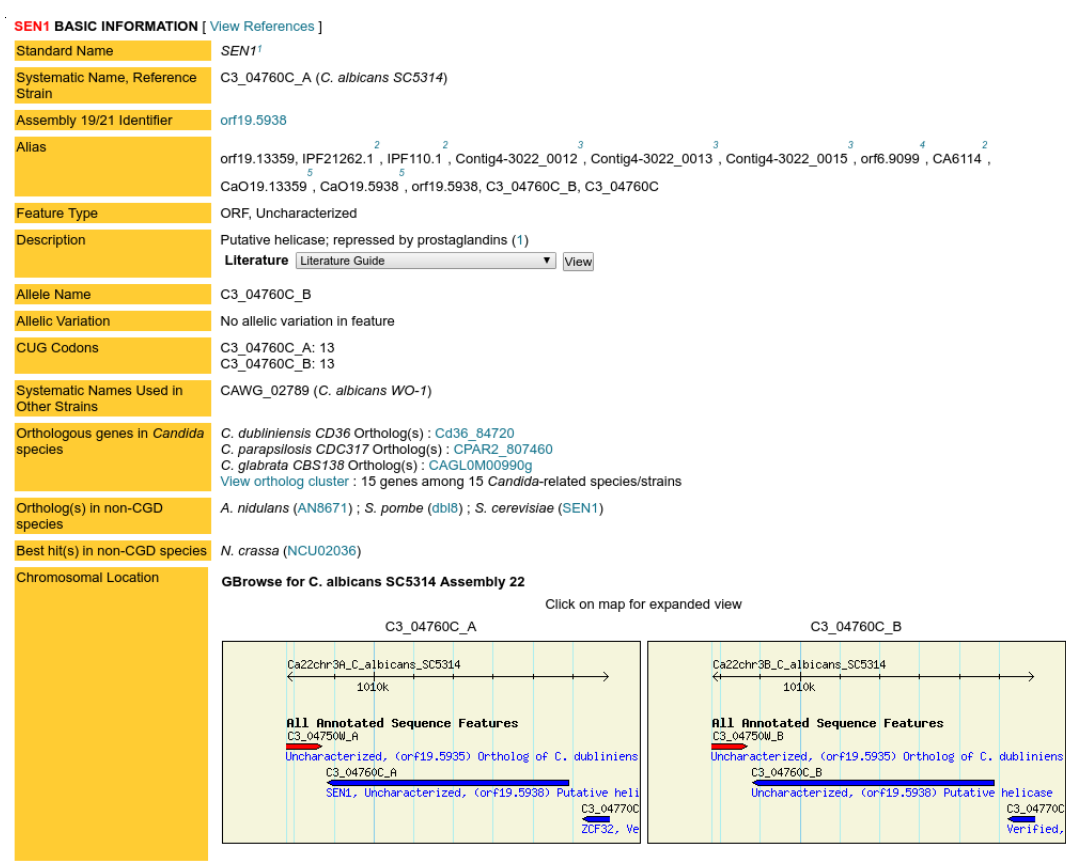 SEN1 BASIC INFORMATION [ View References ]
Standard Name SEN1 1
Systematic Name, Reference Strain C3_04760C_A (C. albicans SC5314)
Assembly 19/21 Identifier orf19.5938
Alias orf19.13359, IPF21262.1 2 , IPF110.1 2 , Contig4-3022_0012 3 , Contig4-3022_0013 3 , Contig4-3022_0015 3 , orf6.9099 4 , CA6114 2 ,
CaO19.13359 5 , CaO19.5938 5 , orf19.5938, C3_04760C_B, C3_04760C
Feature Type ORF, Uncharacterized
Description Putative helicase; repressed by prostaglandins (1)
Literature Literature Guide View
Allele Name C3_04760C_B
Allelic Variation No allelic variation in feature
CUG Codons C3_04760C_A: 13
C3_04760C_B: 13
Systematic Names Used in Other Strains CAWG_02789 (C. albicans WO-1)
Orthologous genes in Candida species C. dubliniensis CD36 Ortholog(s) : Cd36_84720
C. parapsilosis CDC317 Ortholog(s) : CPAR2_807460
C. glabrata CBS138 Ortholog(s) : CAGL0M00990g
View ortholog cluster : 15 genes among 15 Candida-related species/strains
Ortholog(s) in non-CGD species A. nidulans (AN8671) ; S. pombe (dbl8) ; S. cerevisiae (SEN1)
Best hit(s) in non-CGD species N. crassa (NCU02036)
Chromosomal Location GBrowse for C. albicans SC5314 Assembly 22
Click on map for expanded view
C3_04760C_A
Ca22chr3A_C_albicans_SC5314
1010k
All Annotated Sequence Features
C3_04750W_A
Uncharacterized, (orf19.5935) Ortholog of C. dubliniens
C3_04760C_A
SEN1, Uncharacterized, (orf19.5938) Putative heli
C3_04770C
ZCF32, Ve
C3_04760C_B
Ca22chr3B_C_albicans_SC5314
1010k
All Annotated Sequence Features
C3_04750W_B
Uncharacterized, (orf19.5935) Ortholog of C. dubliniens
C3_04760C_B
Uncharacterized, (orf19.5938) Putative helicase
C3_04770C
Verified,